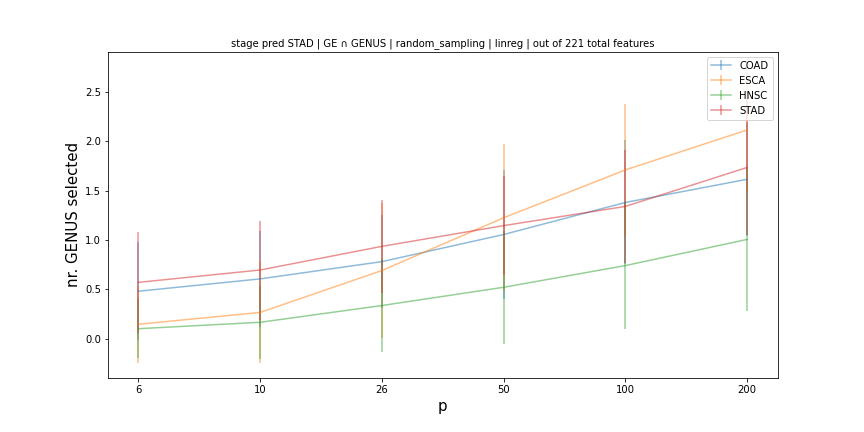 stage pred STAD | GE ∩ GENUS | random_sampling | linreg | out of 221 total features
COAD
ESCA
HNSC
STAD
nr. GENUS selected
2.5
2.0
1.5
1.0
0.5
0.0
6 10 26 50 100 200
p